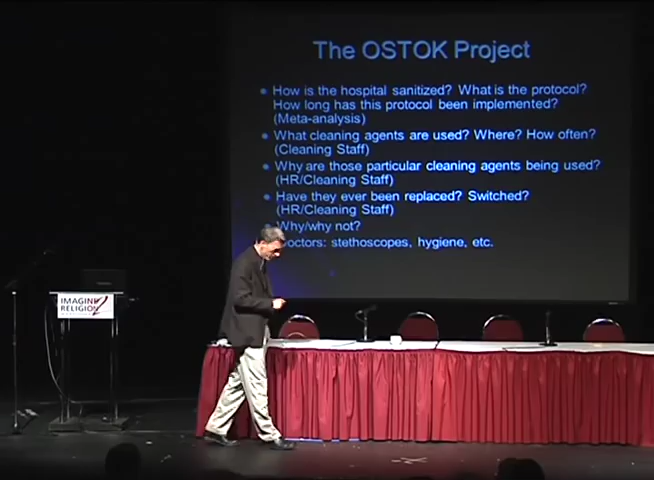 The OSTOK Project
How is the hospital sanitized? What is the protocol?
How long has this protocol been implemented?
(Meta-analysis)
What cleaning agents are used? Where? How often?
(Cleaning Staff)
Why are those particular cleaning agents being used?
(HR/Cleaning Staff)
Have they ever been replaced? Switched?
(HR/Cleaning Staff)
Why/why not?
stethoscopes, hygiene, etc.
RELIGION